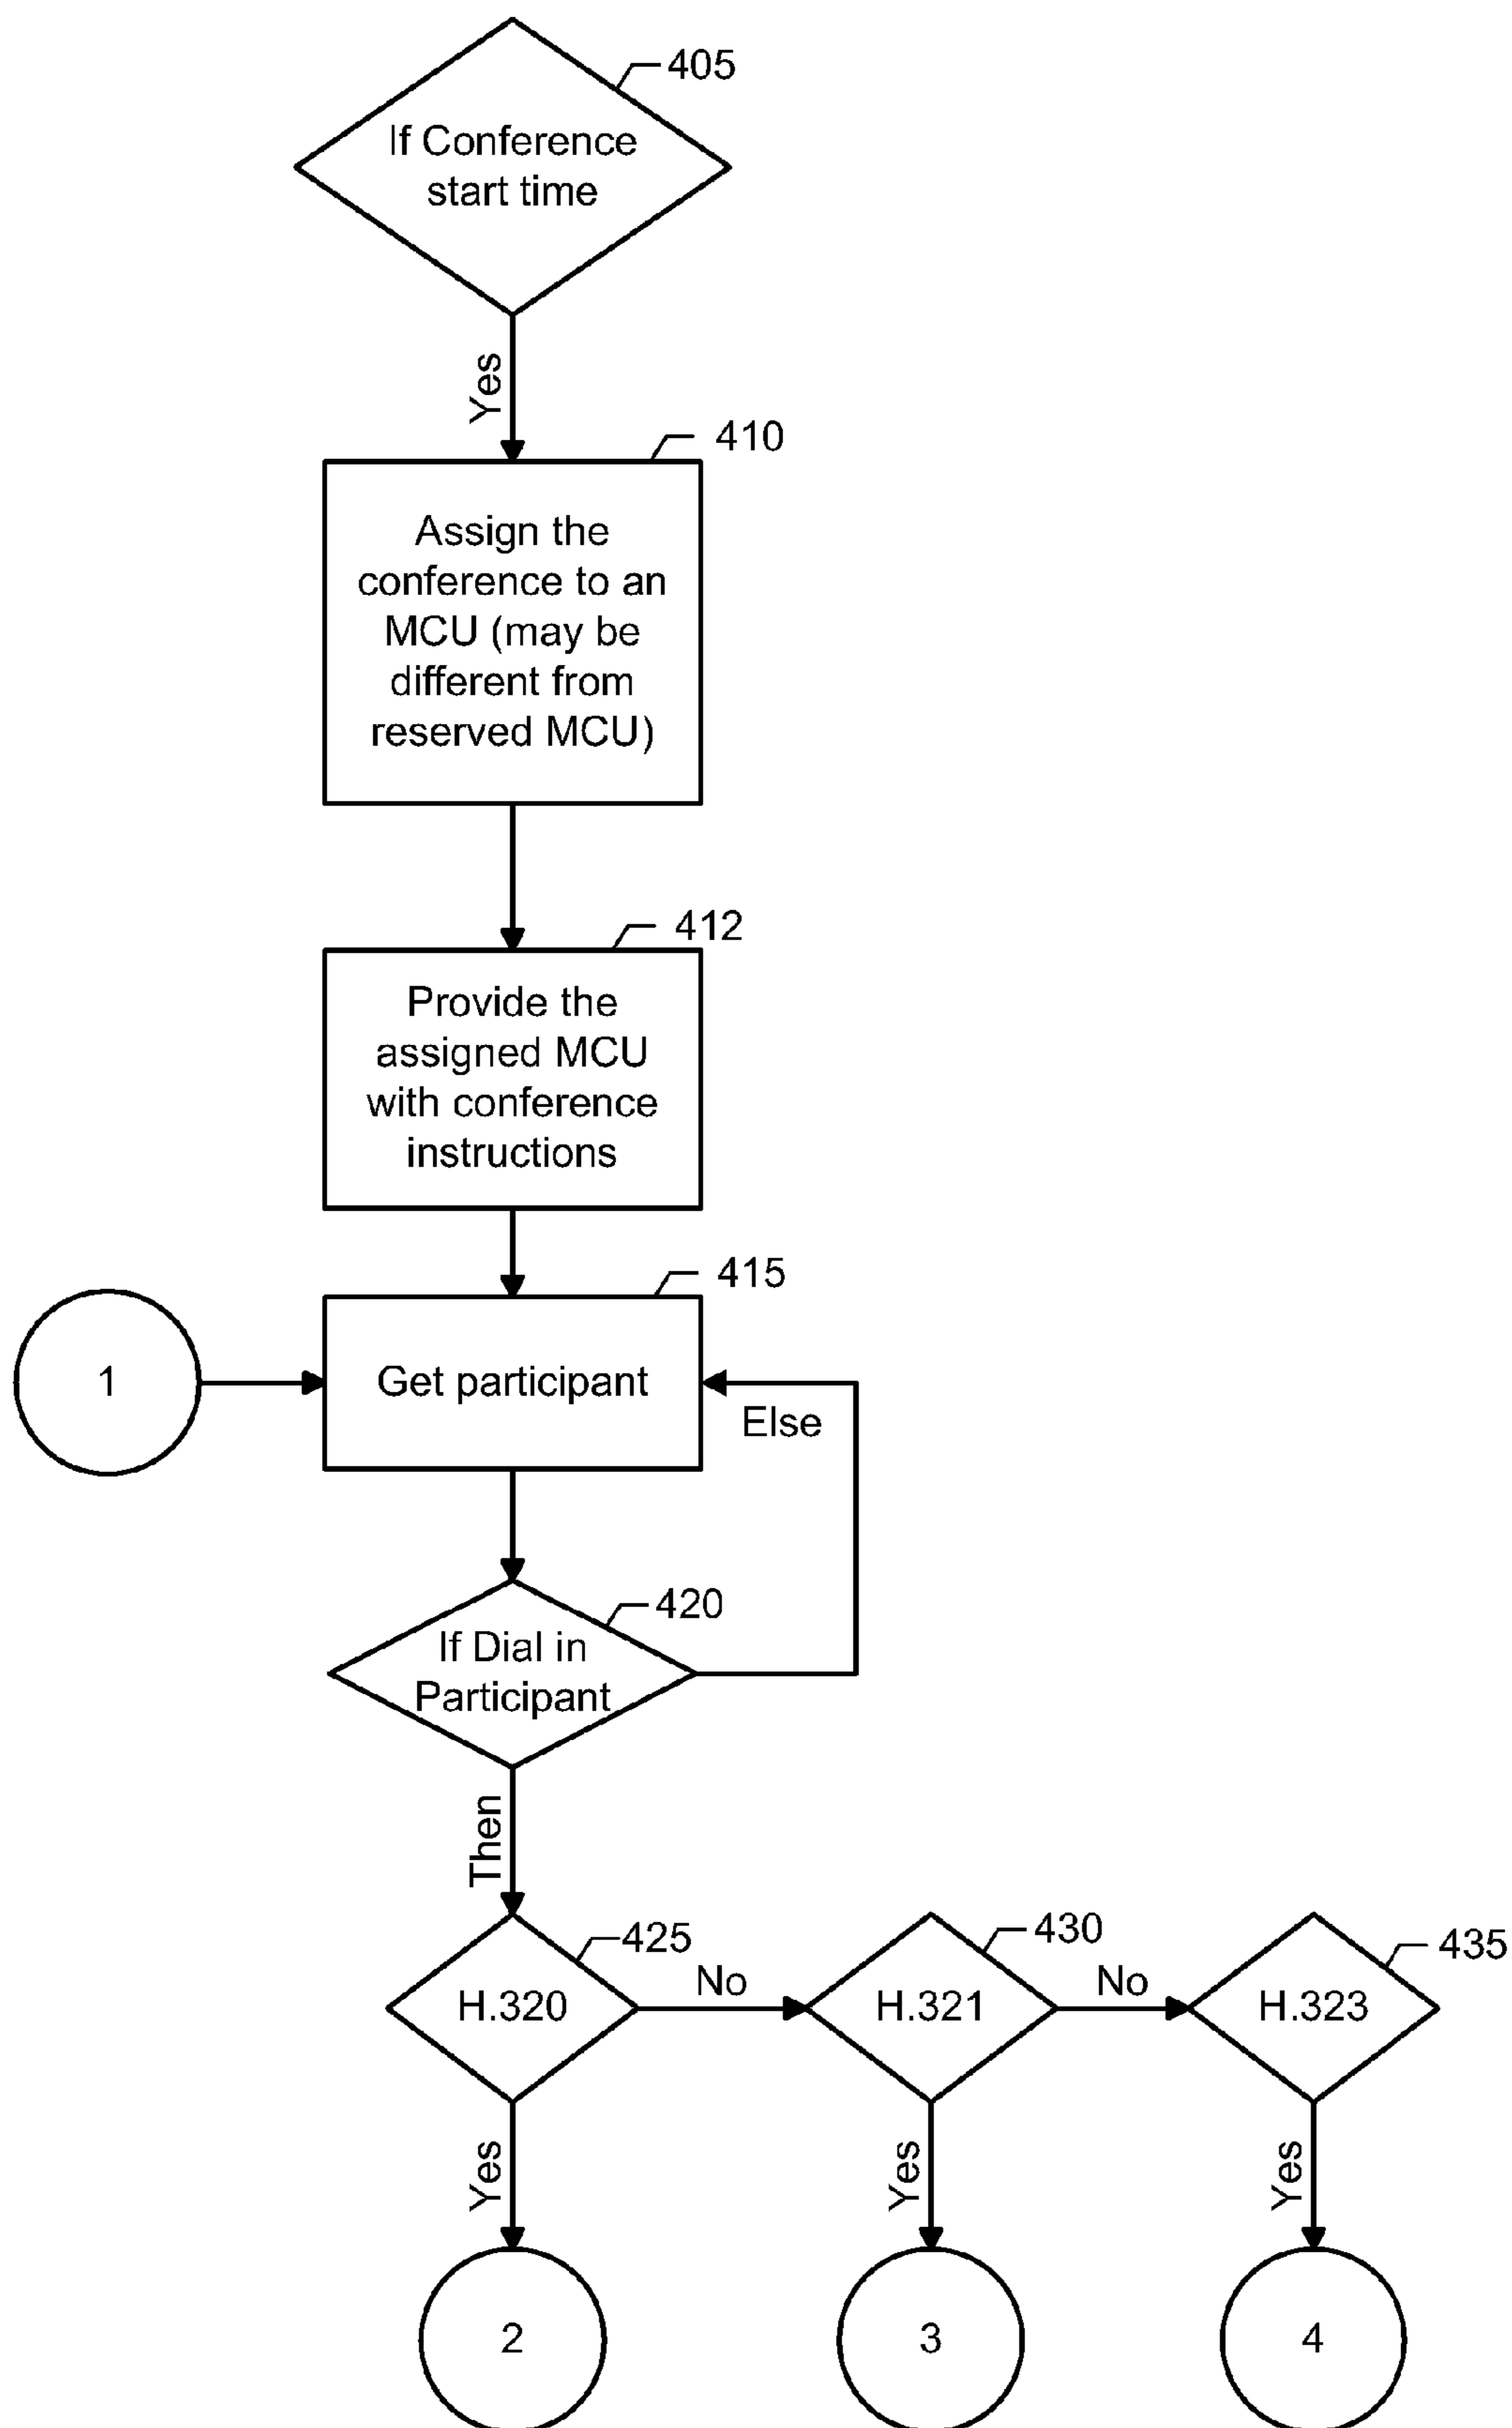 405
If Conference
start time
Yes
410
Assign the
conference to an
MCU (may be
different from
reserved MCU)
412
Provide the
assigned MCU
with conference
instructions
415
1
Get participant
Else
420
If Dial in
Participant
Then
425
430
435
H.320
No
H.321
No
H.323
Yes
Yes
Yes
2
3
4